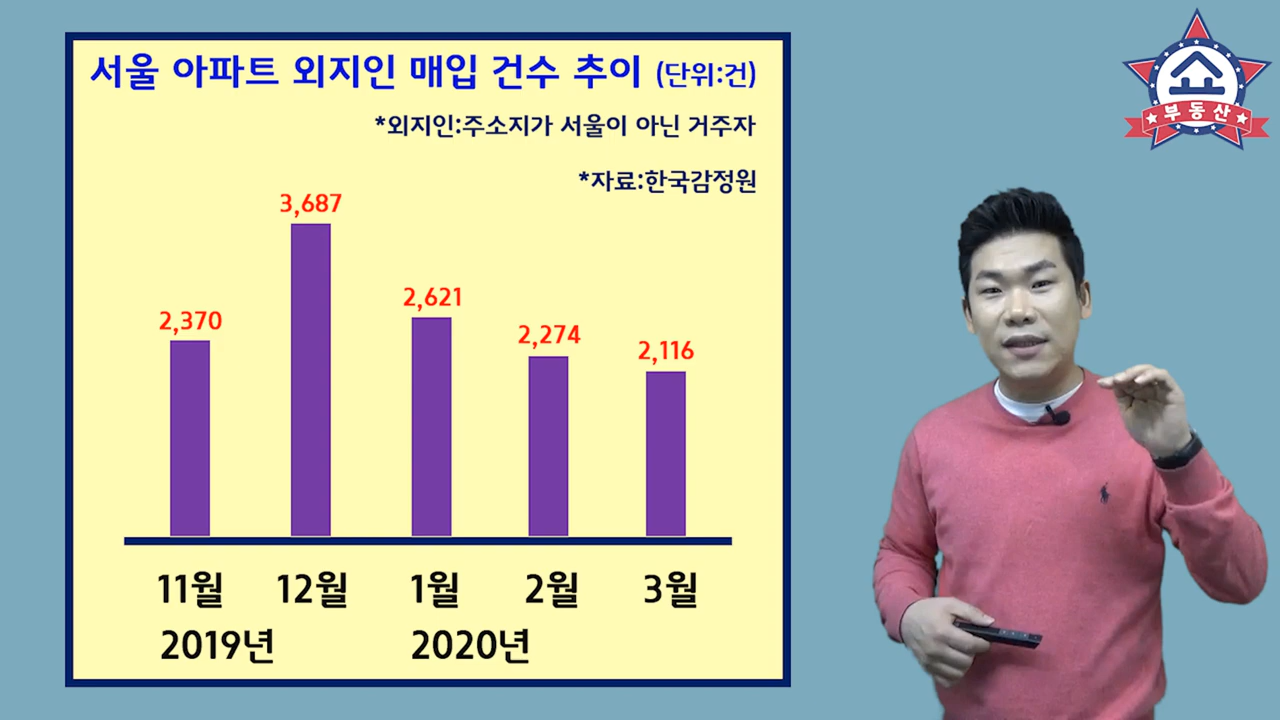 서울 아파트 외지인 매입 건수 추이 (단위:건)
*외지인:주소지가 서울이 아닌 거주자
*자료:한국감정원
3,687
2,621
2,370
2,274
2,116
11월 12월 1월 2월 3월
2019년 2020년
쇼
부동산